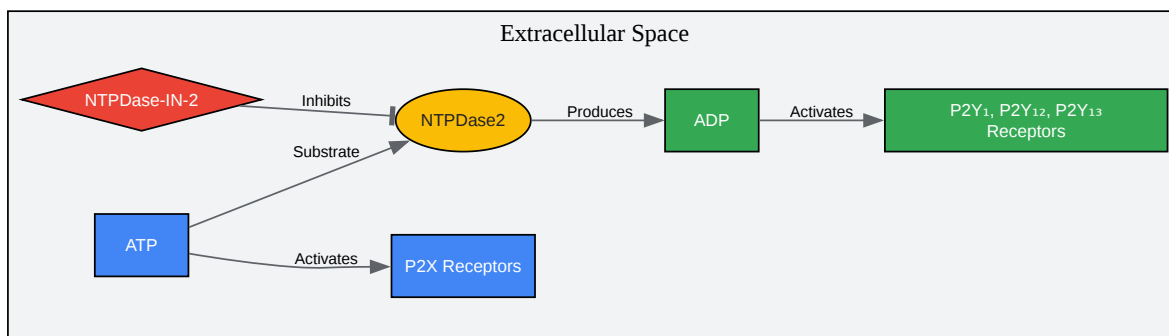 Extracellular Space
NTPDase-IN-2
Inhibits
NTPDase2
Produces
ADP
Activates
P2Y₁, P2Y₁₂, P2Y₁₃
Receptors
Substrate
ATP
Activates
P2X Receptors